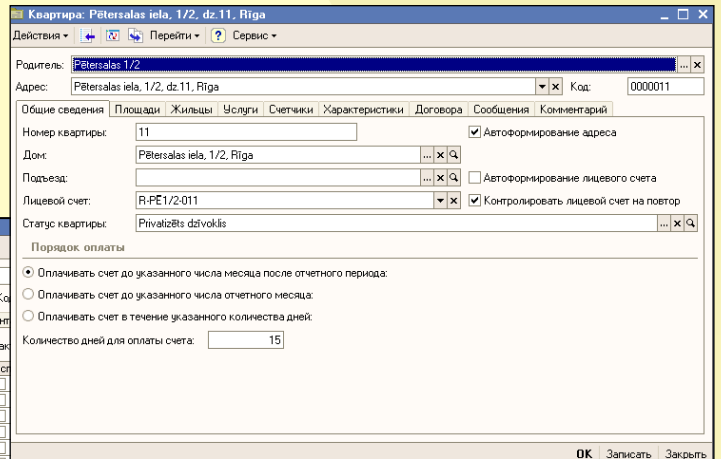 Квартира: Pētersalas iela, 1/2, dz.11, Rīga
Действия Перейти ? Сервис
Родитель: Pētersalas 1/2 ...
Адрес: Pētersalas iela, 1/2, dz.11, Rīga Код: 0000011
Общие сведения Площади Жильцы Услуги Счетчики Характеристики Договора Сообщения Комментарий
Номер квартиры: 11 Автоформирование адреса
Дом: Pētersalas iela, 1/2, Rīga ...
Подъезд: ... Автоформирование лицевого счета
Лицевой счет: R-PĒ1/2-011 Контролировать лицевой счет на повтор
Статус квартиры: Privatizēts dzīvoklis ...
Порядок оплаты
Оплачивать счет до указанного числа месяца после отчетного периода:
Оплачивать счет до указанного числа отчетного месяца:
Оплачивать счет в течение указанного количества дней:
Количество дней для оплаты счета: 15
OK Записать Закрыть